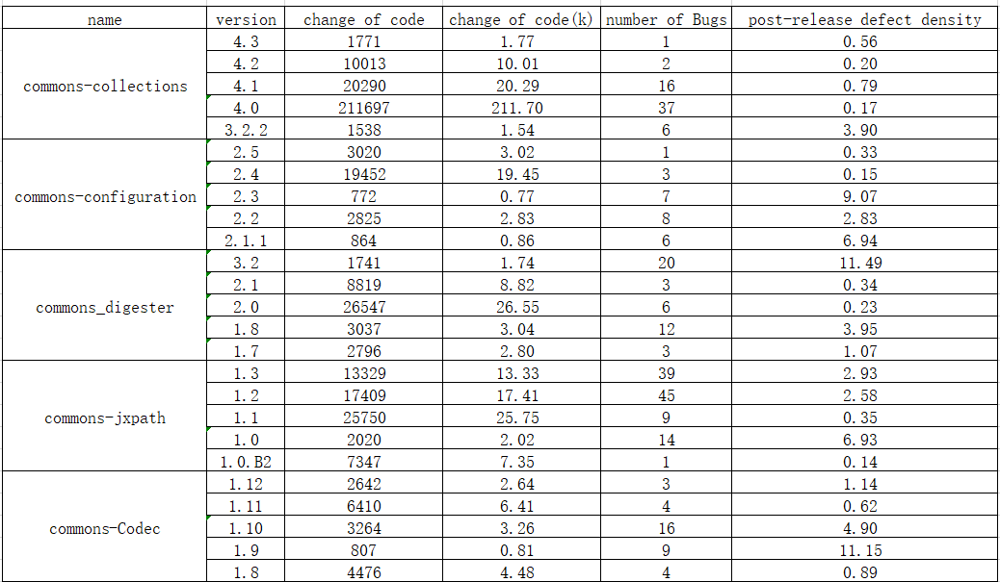 name version change of code change of code(k) number of Bugs post-release defect density
4.3 1771 1.77 1 0.56
4.2 10013 10.01 2 0.20
commons-collections 4.1 20290 20.29 16 0.79
4.0 211697 211.70 37 0.17
3.2.2 1538 1.54 6 3.90
2.5 3020 3.02 1 0.33
2.4 19452 19.45 3 0.15
commons-configuration 2.3 772 0.77 7 9.07
2.2 2825 2.83 8 2.83
2.1.1 864 0.86 6 6.94
3.2 1741 1.74 20 11.49
2.1 8819 8.82 3 0.34
commons_digester 2.0 26547 26.55 6 0.23
1.8 3037 3.04 12 3.95
1.7 2796 2.80 3 1.07
1.3 13329 13.33 39 2.93
1.2 17409 17.41 45 2.58
commons-jxpath 1.1 25750 25.75 9 0.35
1.0 2020 2.02 14 6.93
1.0.B2 7347 7.35 1 0.14
1.12 2642 2.64 3 1.14
1.11 6410 6.41 4 0.62
commons-Codec 1.10 3264 3.26 16 4.90
1.9 807 0.81 9 11.15
1.8 4476 4.48 4 0.89